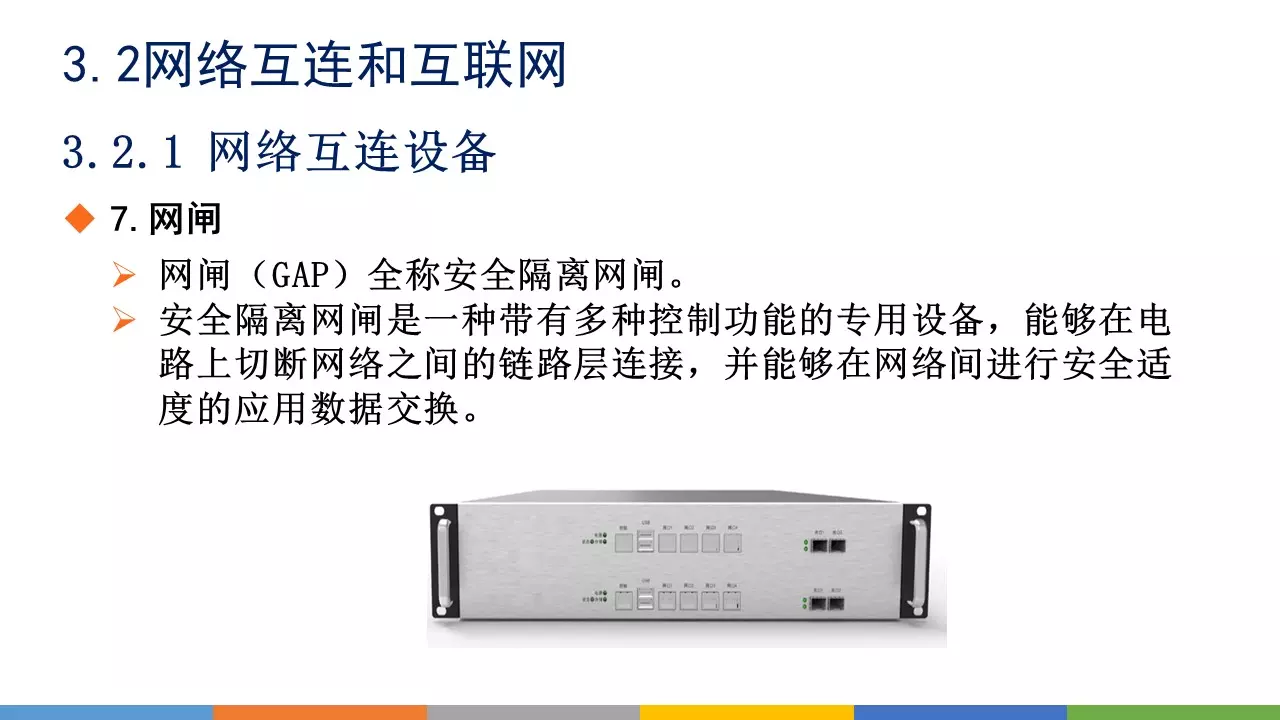 3.2网络互连和互联网
3.2.1 网络互连设备
7.网闸
网闸（GAP）全称安全隔离网闸。
安全隔离网闸是一种带有多种控制功能的专用设备，能够在电
路上切断网络之间的链路层连接，并能够在网络间进行安全适
度的应用数据交换。
USB
USB